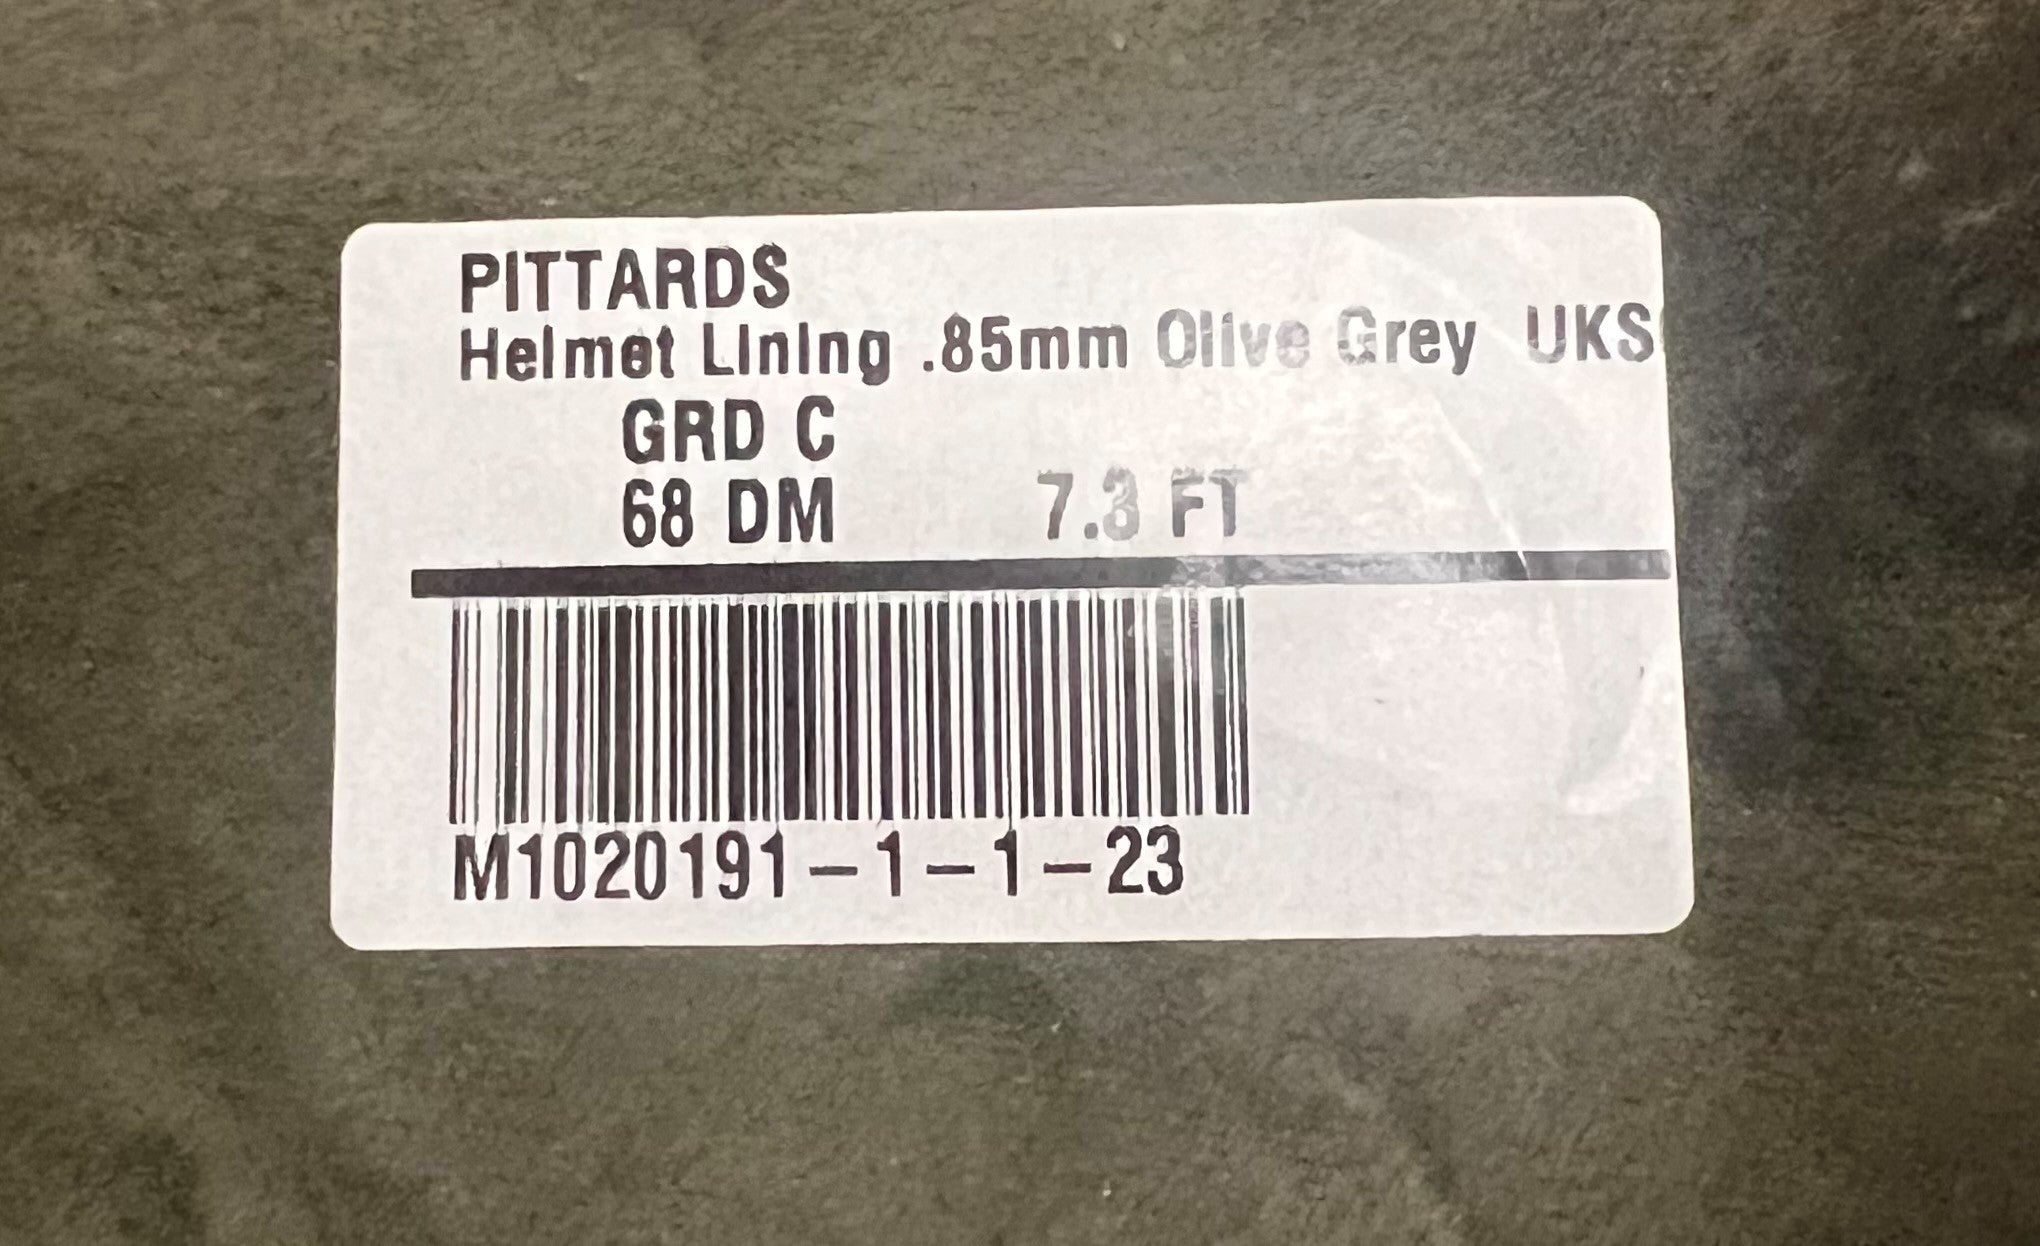 PITTARDS
Helmet Lining .85mm Olive Grey UKS
GRD C
68 DM 7.3 FT
M1020191-1-1-23